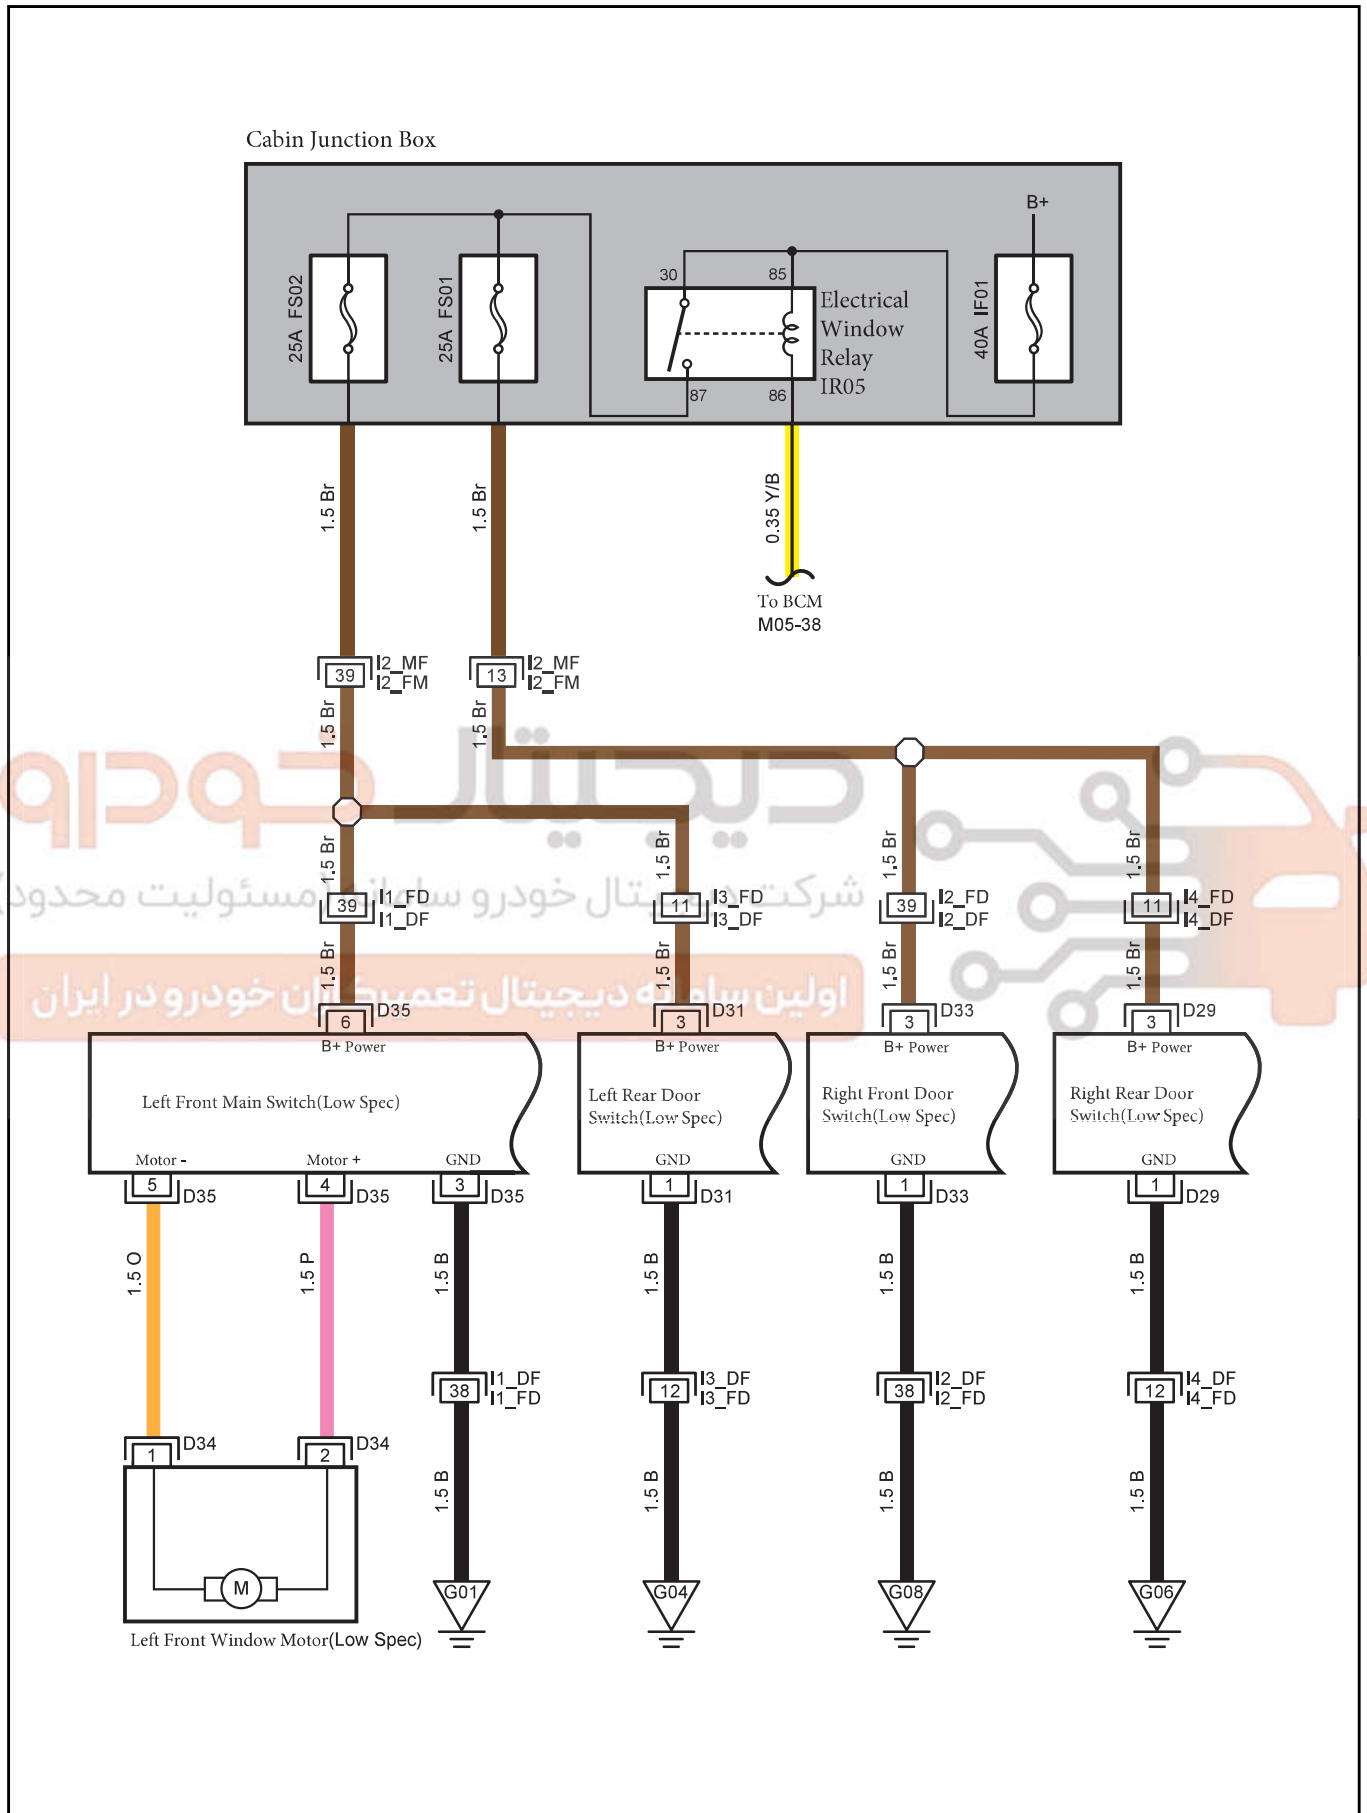 Cabin Junction Box
B+
25A FS02
25A FS01
30
85
Electrical
Window
Relay
IR05
87
86
40A IF01
1.5 Br
1.5 Br
0.35 Y/B
To BCM
M05-38
39
I2_MF
I2_FM
13
I2_MF
I2_FM
1.5 Br
1.5 Br
دیجیتال خودرو
1.5 Br
1.5 Br
1.5 Br
1.5 Br
شرکت دیجیتال خودرو سامانه (مسئولیت محدود)
39
I1_FD
I1_DF
11
I3_FD
I3_DF
39
I2_FD
I2_DF
11
I4_FD
I4_DF
1.5 Br
1.5 Br
1.5 Br
1.5 Br
اولین سامانه دیجیتال تعمیرکاران خودرو در ایران
6
D35
3
D31
3
D33
3
D29
B+ Power
B+ Power
B+ Power
B+ Power
Left Front Main Switch(Low Spec)
Left Rear Door
Switch(Low Spec)
Right Front Door
Switch(Low Spec)
Right Rear Door
Switch(Low Spec)
Motor -
Motor +
GND
GND
GND
GND
5
D35
4
D35
3
D35
1
D31
1
D33
1
D29
1.5 O
1.5 P
1.5 B
1.5 B
1.5 B
1.5 B
38
I1_DF
I1_FD
12
I3_DF
I3_FD
38
I2_DF
I2_FD
12
I4_DF
I4_FD
1
D34
2
D34
1.5 B
1.5 B
1.5 B
1.5 B
M
G01
G04
G08
G06
Left Front Window Motor(Low Spec)